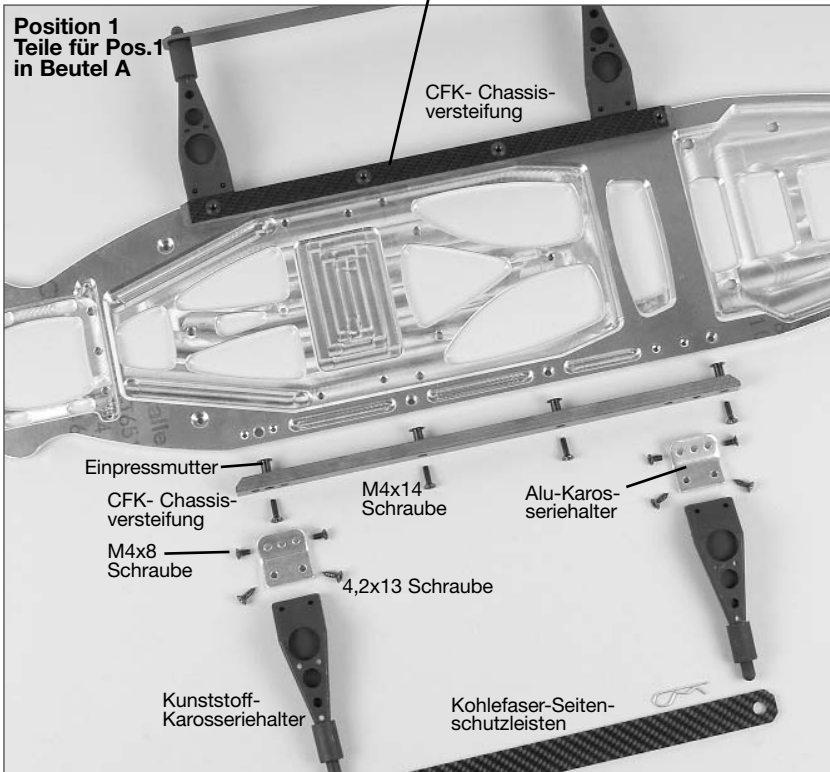 Position 1
Teile für Pos.1
in Beutel A
CFK- Chassis-
versteifung
Einpressmutter
CFK- Chassis-
versteifung
M4x14
Schraube
Alu-Karos-
seriehalter
M4x8
Schraube
4,2x13 Schraube
Kunststoff-
Karosseriehalter
Kohlefaser-Seiten-
schutzleisten